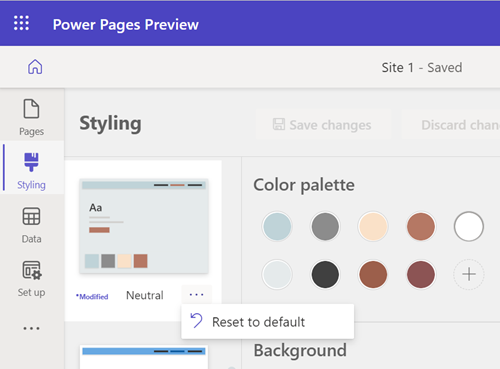 Power Pages Preview
Site 1 - Saved
Pages
Styling
Data
Set up
Styling
Save changes
Discard chan
Aa
*Modified
Neutral
Reset to default
Color palette
Background